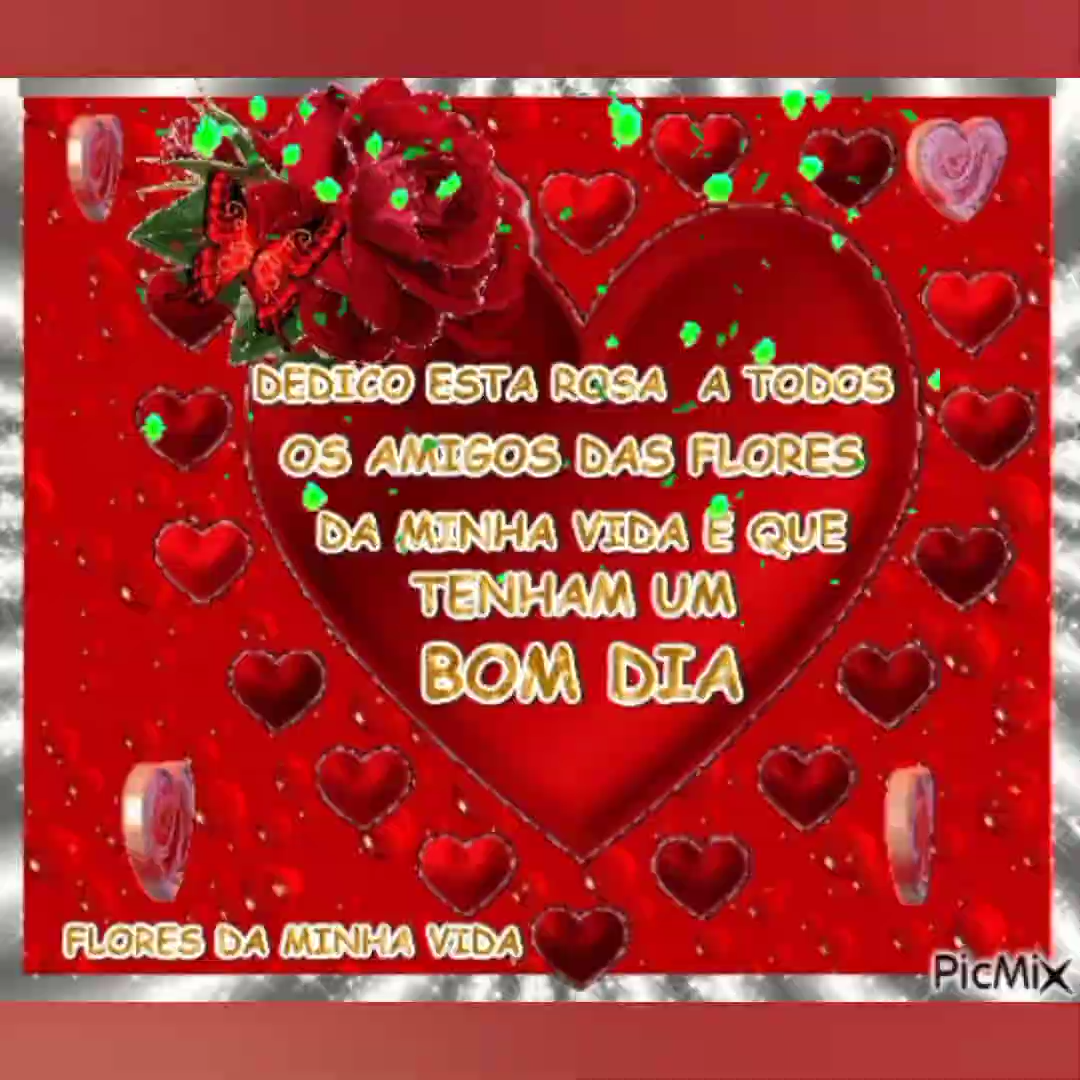 DEDICO ESTA ROSA A TODOS
OS AMIGOS DAS FLORES
DA MINHA VIDA E QUE
TENHAM UM
BOM DIA
FLORES DA MINHA VIDA
PicMix